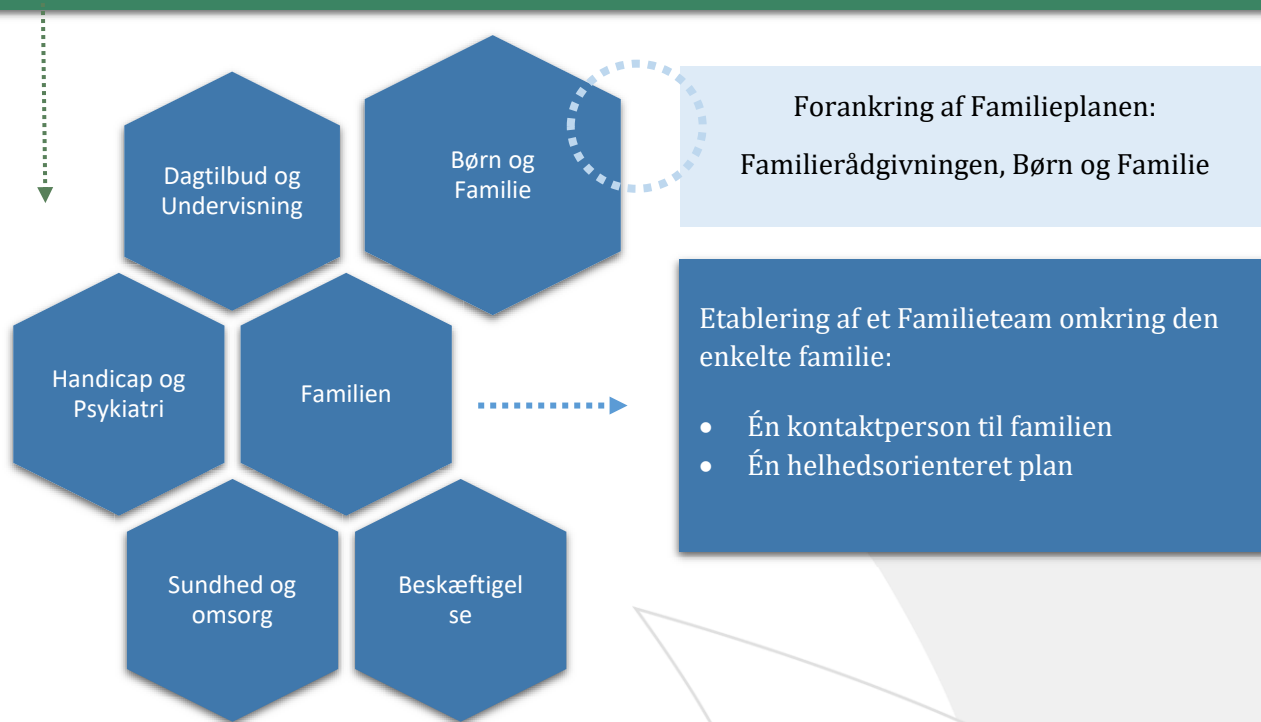 Dagtilbud og
Undervisning
Børn og
Familie
Forankring af Familieplanen:
Familierådgivningen, Børn og Familie
Handicap og
Psykiatri
Familien
Etablering af et Familieteam omkring den
enkelte familie:
• Én kontaktperson til familien
• Én helhedsorienteret plan
Sundhed og
omsorg
Beskæftigel
se